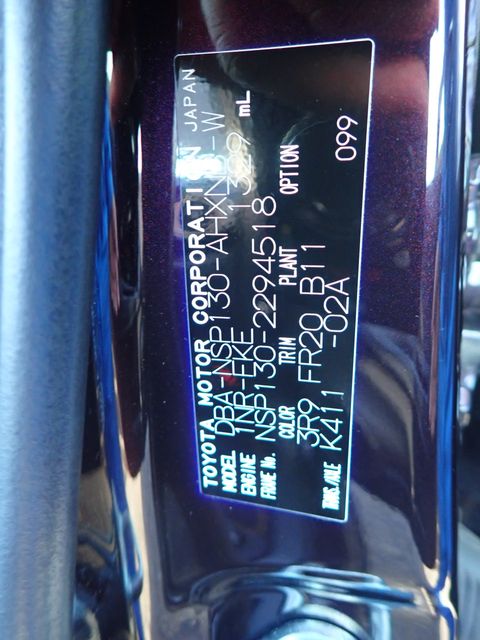 TOYOTA MOTOR CORPORATION JAPAN
MODEL DBA-NSP130-AHXNB-W
ENGINE 1NR-FKE 1329 mL
FRAME No. NSP130-2294518
COLOR TRIM PLANT OPTION
3R9 FR20 B11 099
TRNS./AXLE K411 -02A